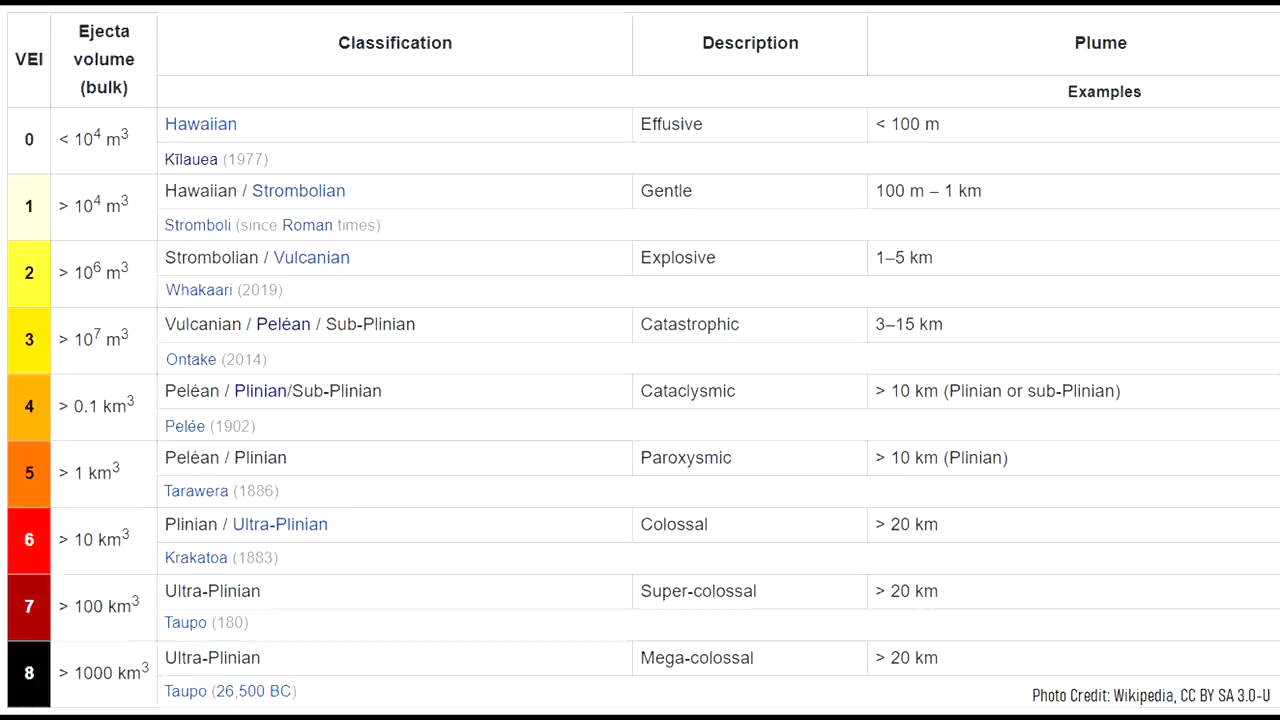 VEI Ejecta volume (bulk) Classification Description Plume
Examples
0 < 10⁴ m³ Hawaiian Effusive < 100 m
Kīlauea (1977)
1 > 10⁴ m³ Hawaiian / Strombolian Gentle 100 m – 1 km
Stromboli (since Roman times)
2 > 10⁶ m³ Strombolian / Vulcanian Explosive 1–5 km
Whakaari (2019)
3 > 10⁷ m³ Vulcanian / Peléan / Sub-Plinian Catastrophic 3–15 km
Ontake (2014)
4 > 0.1 km³ Peléan / Plinian/Sub-Plinian Cataclysmic > 10 km (Plinian or sub-Plinian)
Pelée (1902)
5 > 1 km³ Peléan / Plinian Paroxysmic > 10 km (Plinian)
Tarawera (1886)
6 > 10 km³ Plinian / Ultra-Plinian Colossal > 20 km
Krakatoa (1883)
7 > 100 km³ Ultra-Plinian Super-colossal > 20 km
Taupo (180)
8 > 1000 km³ Ultra-Plinian Mega-colossal > 20 km
Taupo (26,500 BC)
Photo Credit: Wikipedia, CC BY SA 3.0-U